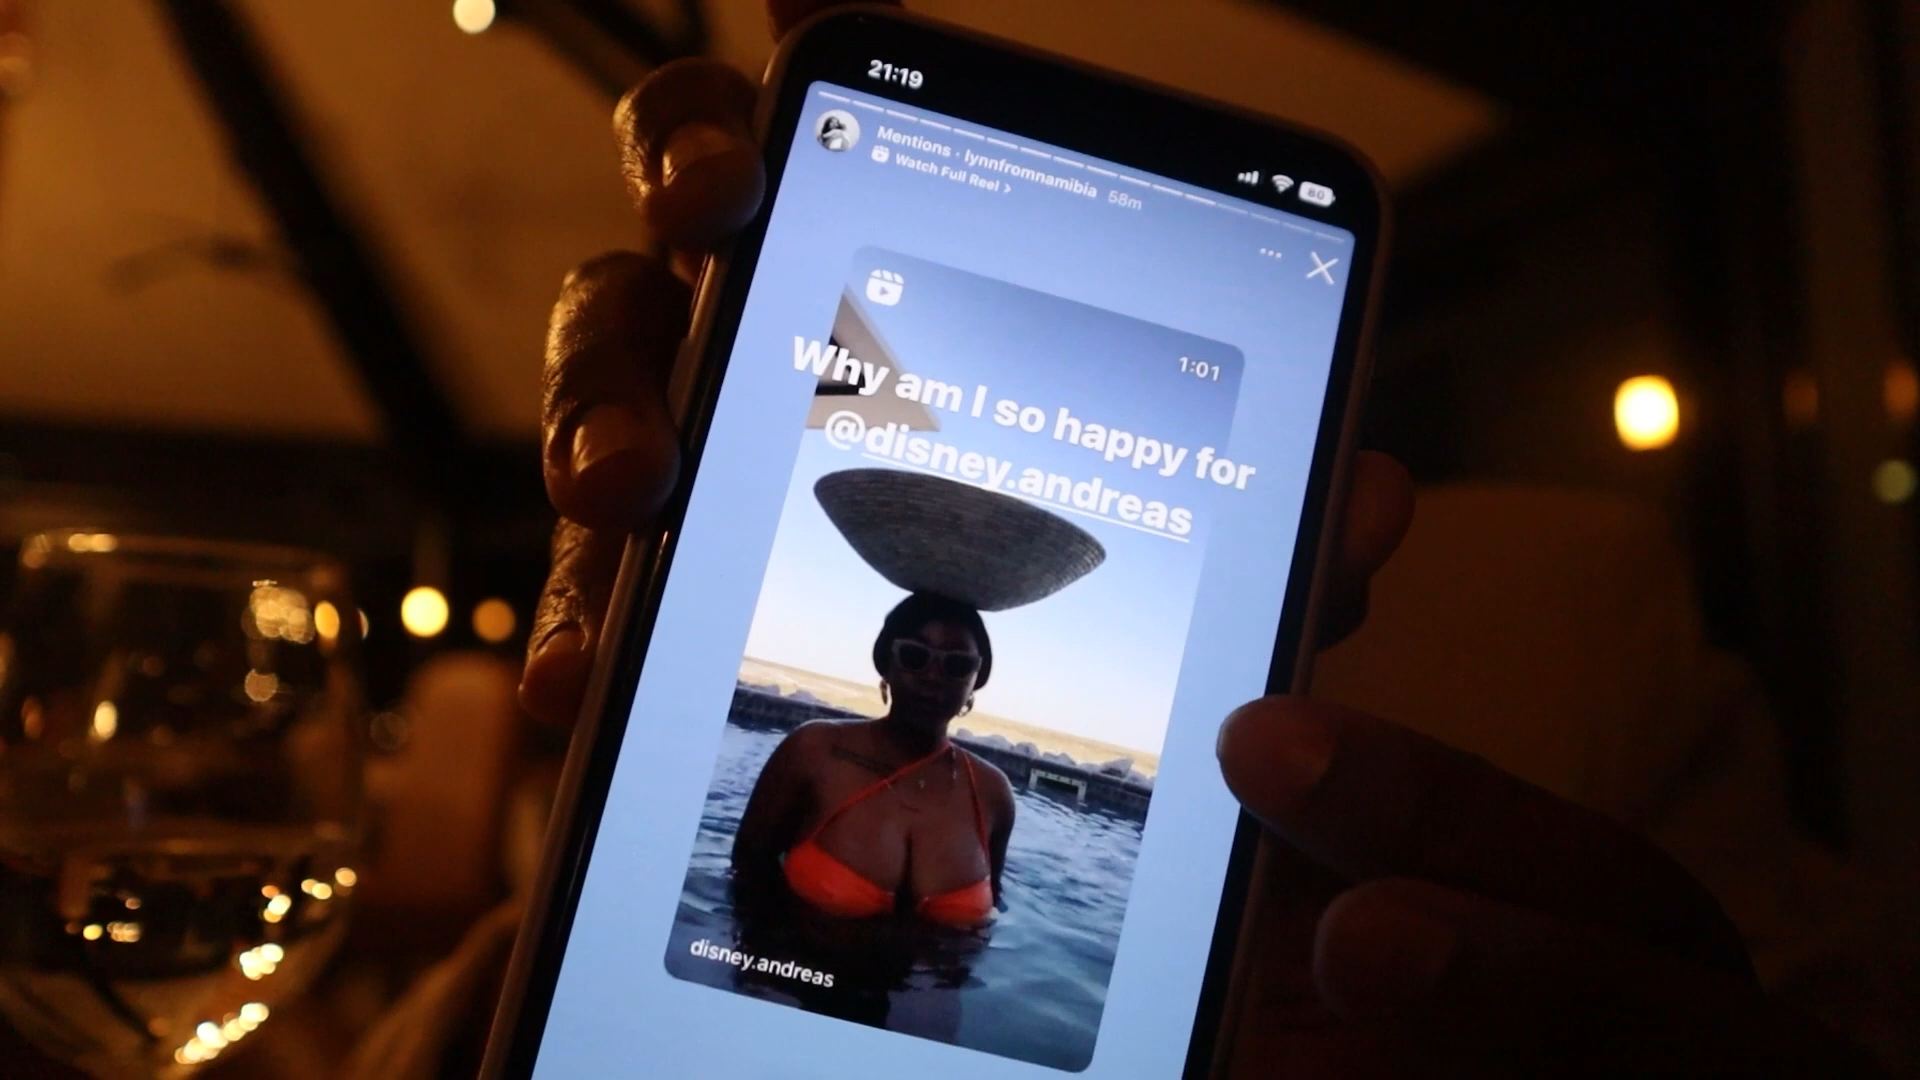 21:19
80
Mentions · lynnfromnamibia 58m
Watch Full Reel >
1:01
Why am I so happy for
@disney.andreas
disney.andreas